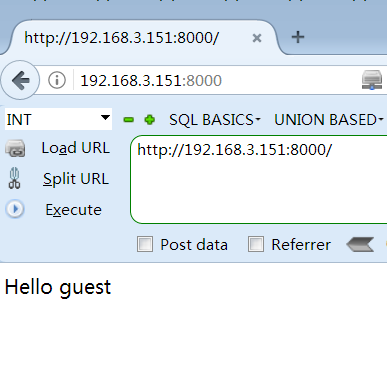 http://192.168.3.151:8000/
192.168.3.151:8000
INT SQL BASICS UNION BASED
Load URL
http://192.168.3.151:8000/
Split URL
Execute
Post data Referrer
Hello guest